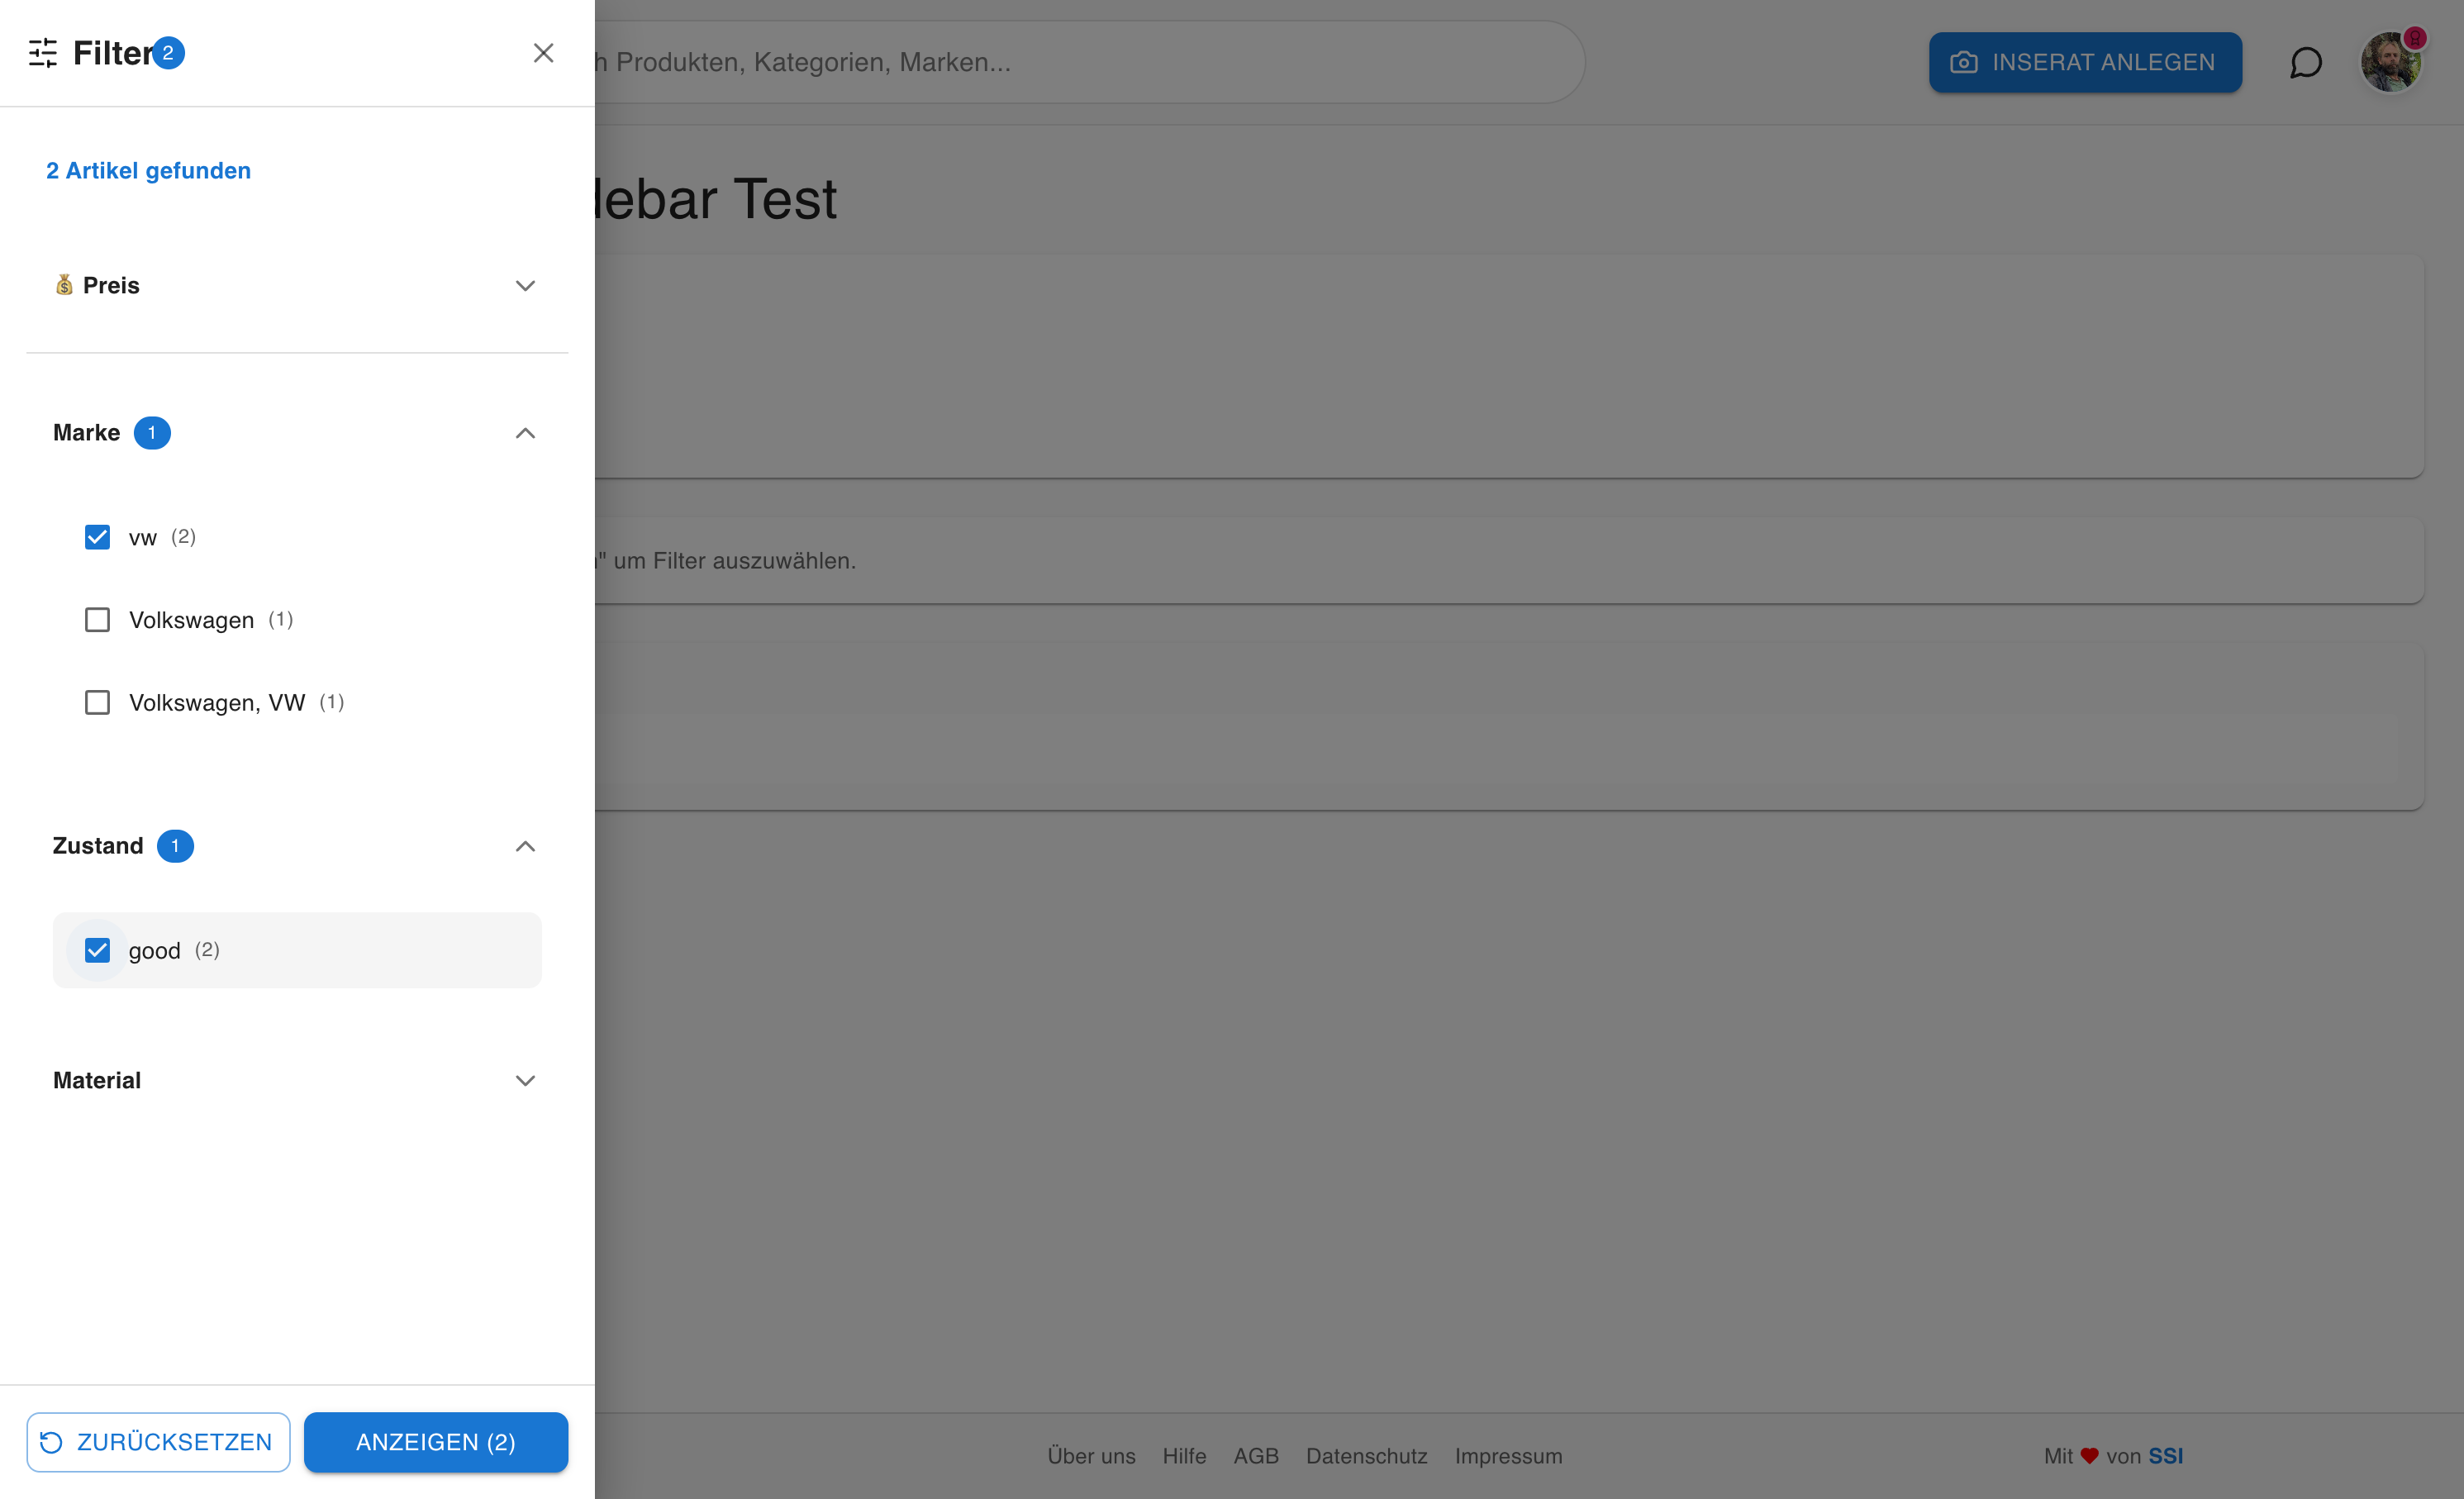 Filter 2
h Produkten, Kategorien, Marken...
INSERAT ANLEGEN
2 Artikel gefunden
debar Test
Preis
Marke 1
vw (2)
" um Filter auszuwählen.
Volkswagen (1)
Volkswagen, VW (1)
Zustand 1
good (2)
Material
ZURÜCKSETZEN
ANZEIGEN (2)
Über uns Hilfe AGB Datenschutz Impressum
Mit ❤ von SSI